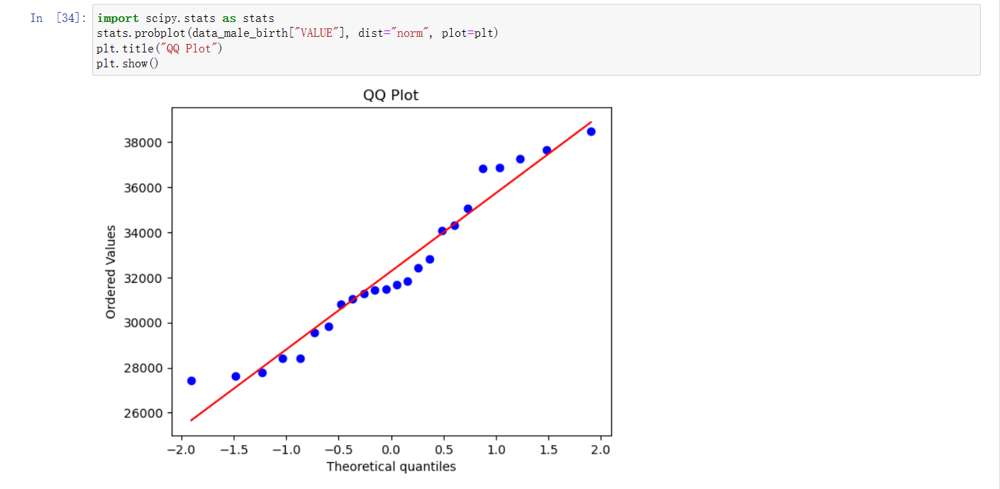 In [34]:
import scipy.stats as stats
stats.probplot(data_male_birth["VALUE"], dist="norm", plot=plt)
plt.title("QQ Plot")
plt.show()
QQ Plot
38000
36000
34000
32000
30000
28000
26000
Ordered Values
−2.0 −1.5 −1.0 −0.5 0.0 0.5 1.0 1.5 2.0
Theoretical quantiles